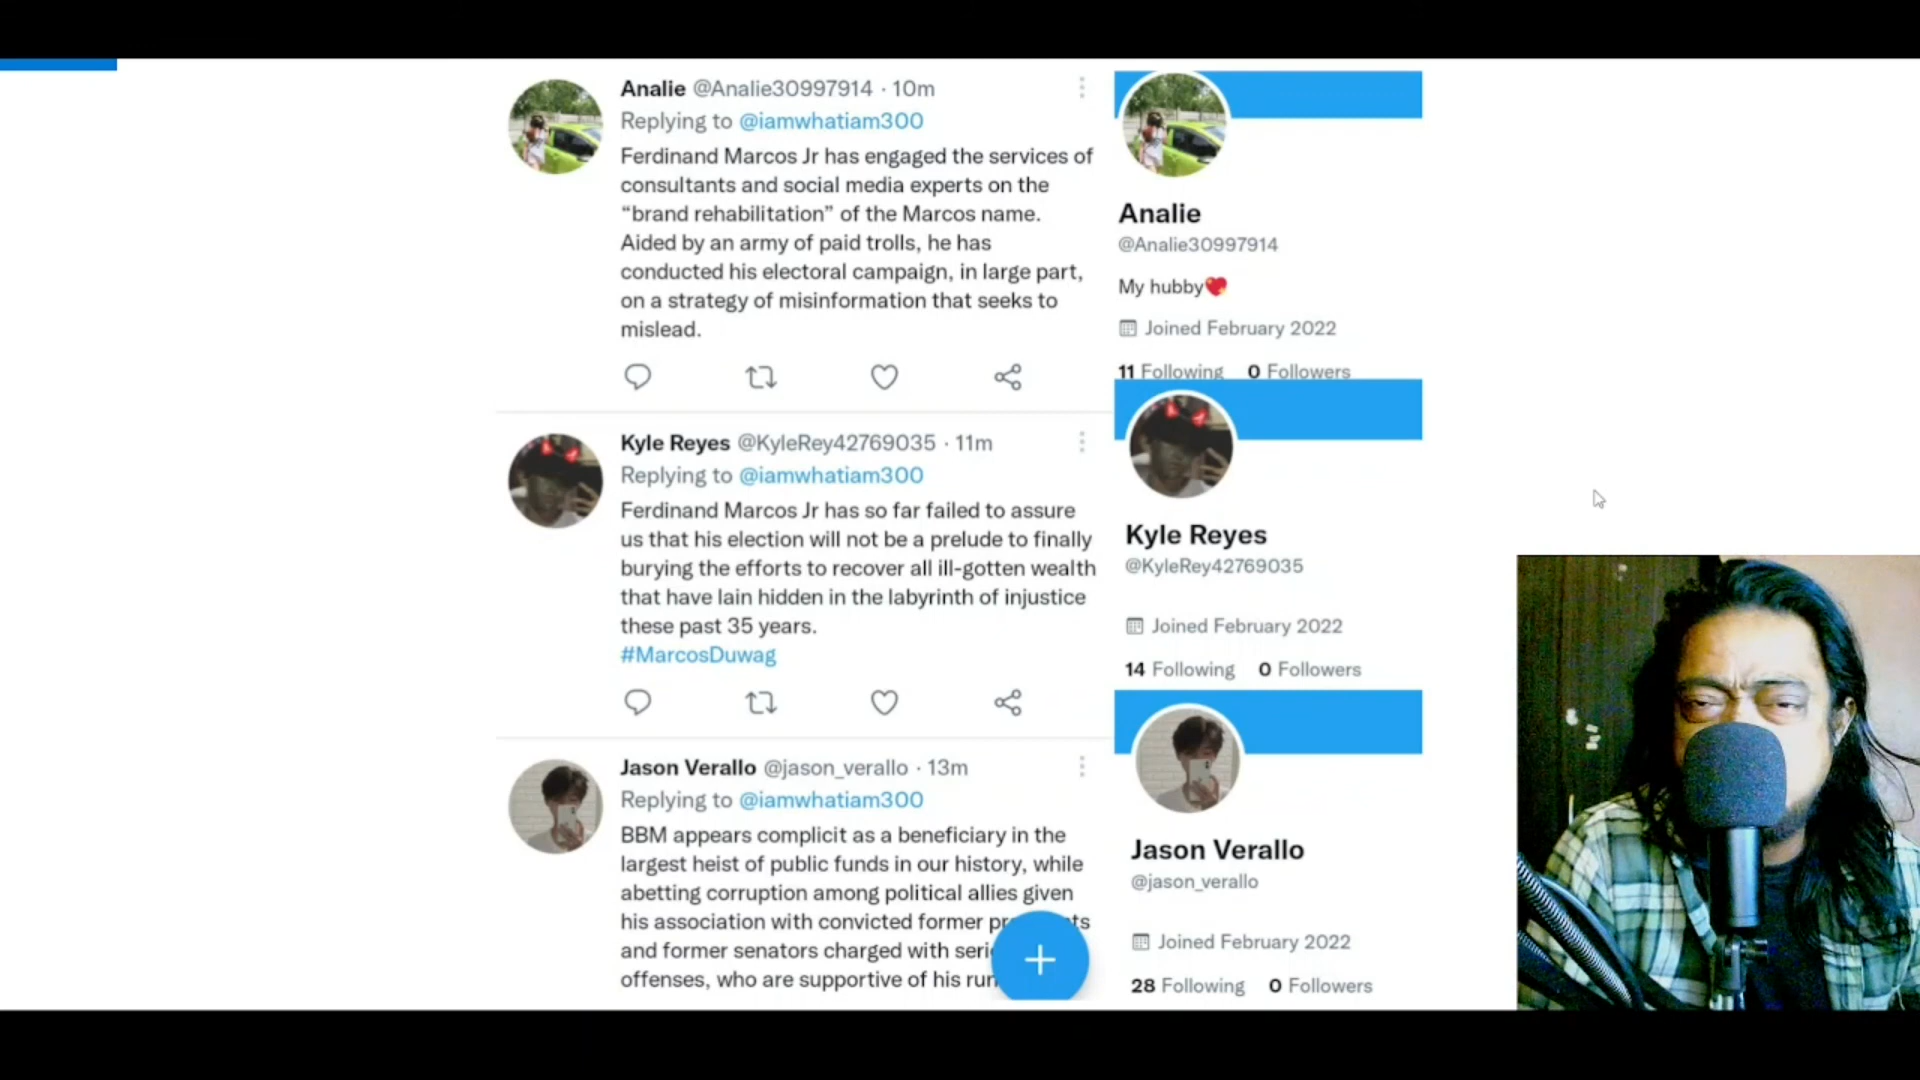 Analie @Analie30997914 · 10m
Replying to @iamwhatiam300
Ferdinand Marcos Jr has engaged the services of
consultants and social media experts on the
“brand rehabilitation” of the Marcos name.
Aided by an army of paid trolls, he has
conducted his electoral campaign, in large part,
on a strategy of misinformation that seeks to
mislead.
Kyle Reyes @KyleRey42769035 · 11m
Replying to @iamwhatiam300
Ferdinand Marcos Jr has so far failed to assure
us that his election will not be a prelude to finally
burying the efforts to recover all ill-gotten wealth
that have lain hidden in the labyrinth of injustice
these past 35 years.
#MarcosDuwag
Jason Verallo @jason_verallo · 13m
Replying to @iamwhatiam300
BBM appears complicit as a beneficiary in the
largest heist of public funds in our history, while
abetting corruption among political allies given
his association with convicted former
and former senators charged with
offenses, who are supportive of his
Analie
@Analie30997914
My hubby💖
Joined February 2022
11 Following 0 Followers
Kyle Reyes
@KyleRey42769035
Joined February 2022
14 Following 0 Followers
Jason Verallo
@jason_verallo
Joined February 2022
28 Following 0 Followers